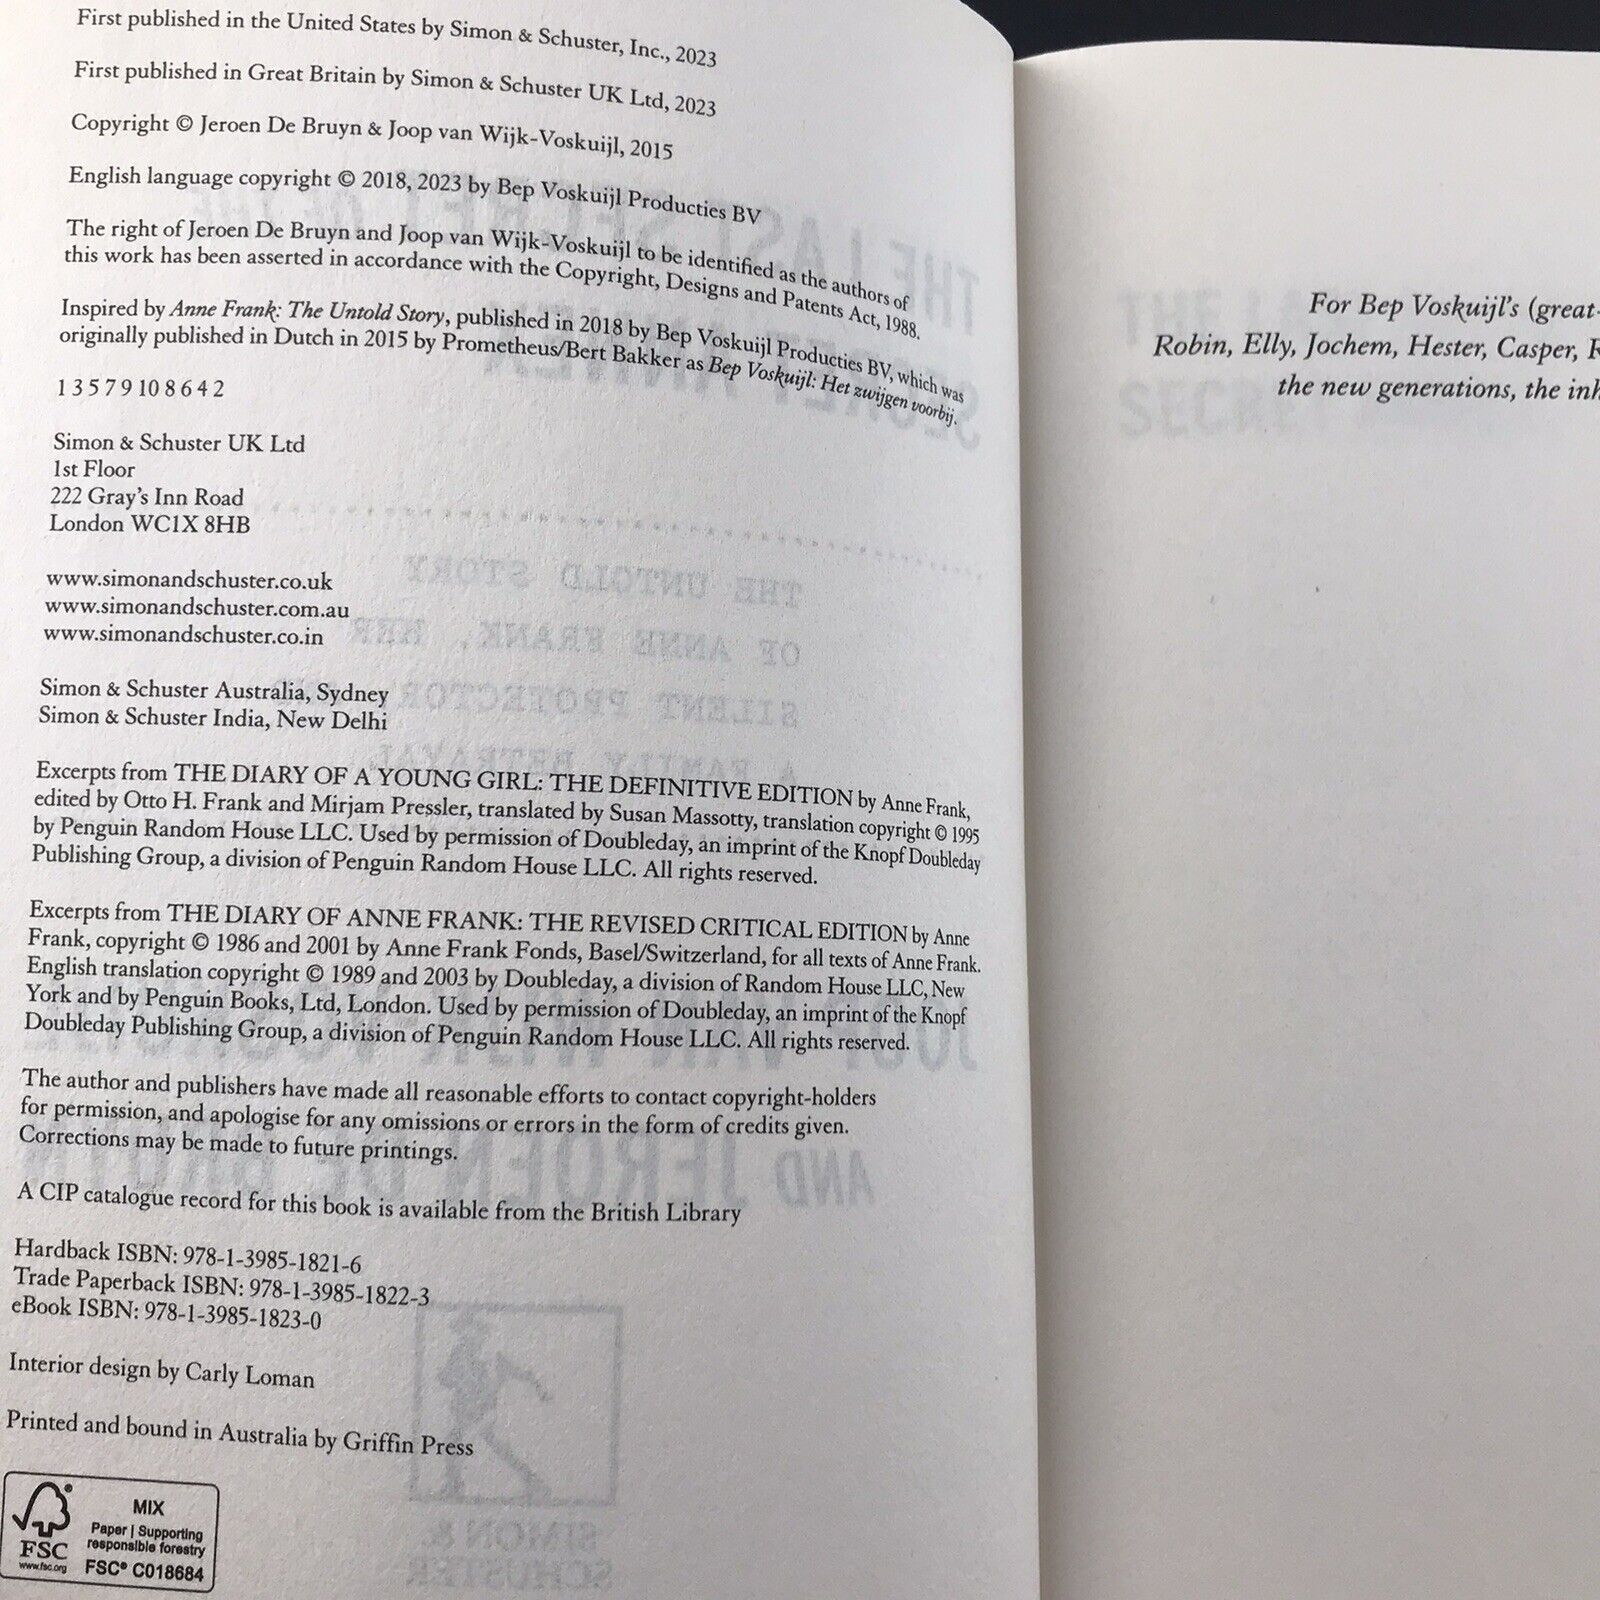 First published in the United States by Simon & Schuster, Inc., 2023
First published in Great Britain by Simon & Schuster UK Ltd, 2023
Copyright © Jeroen De Bruyn & Joop van Wijk-Voskuijl, 2015
English language copyright © 2018, 2023 by Bep Voskuijl Producties BV
The right of Jeroen De Bruyn and Joop van Wijk-Voskuijl to be identified as the authors of
this work has been asserted in accordance with the Copyright, Designs and Patents Act, 1988.
Inspired by Anne Frank: The Untold Story, published in 2018 by Bep Voskuijl Producties BV, which was
originally published in Dutch in 2015 by Prometheus/Bert Bakker as Bep Voskuijl: Het zwijgen voorbij.
1 3 5 7 9 10 8 6 4 2
Simon & Schuster UK Ltd
1st Floor
222 Gray's Inn Road
London WC1X 8HB
www.simonandschuster.co.uk
www.simonandschuster.com.au
www.simonandschuster.co.in
Simon & Schuster Australia, Sydney
Simon & Schuster India, New Delhi
Excerpts from THE DIARY OF A YOUNG GIRL: THE DEFINITIVE EDITION by Anne Frank,
edited by Otto H. Frank and Mirjam Pressler, translated by Susan Massotty, translation copyright © 1995
by Penguin Random House LLC. Used by permission of Doubleday, an imprint of the Knopf Doubleday
Publishing Group, a division of Penguin Random House LLC. All rights reserved.
Excerpts from THE DIARY OF ANNE FRANK: THE REVISED CRITICAL EDITION by Anne
Frank, copyright © 1986 and 2001 by Anne Frank Fonds, Basel/Switzerland, for all texts of Anne Frank.
English translation copyright © 1989 and 2003 by Doubleday, a division of Random House LLC, New
York and by Penguin Books, Ltd, London. Used by permission of Doubleday, an imprint of the Knopf
Doubleday Publishing Group, a division of Penguin Random House LLC. All rights reserved.
The author and publishers have made all reasonable efforts to contact copyright-holders
for permission, and apologise for any omissions or errors in the form of credits given.
Corrections may be made to future printings.
A CIP catalogue record for this book is available from the British Library
Hardback ISBN: 978-1-3985-1821-6
Trade Paperback ISBN: 978-1-3985-1822-3
eBook ISBN: 978-1-3985-1823-0
Interior design by Carly Loman
Printed and bound in Australia by Griffin Press
FSC
www.fsc.org
MIX
Paper | Supporting
responsible forestry
FSC® C018684
For Bep Voskuijl's (great-
Robin, Elly, Jochem, Hester, Casper, R
the new generations, the inh